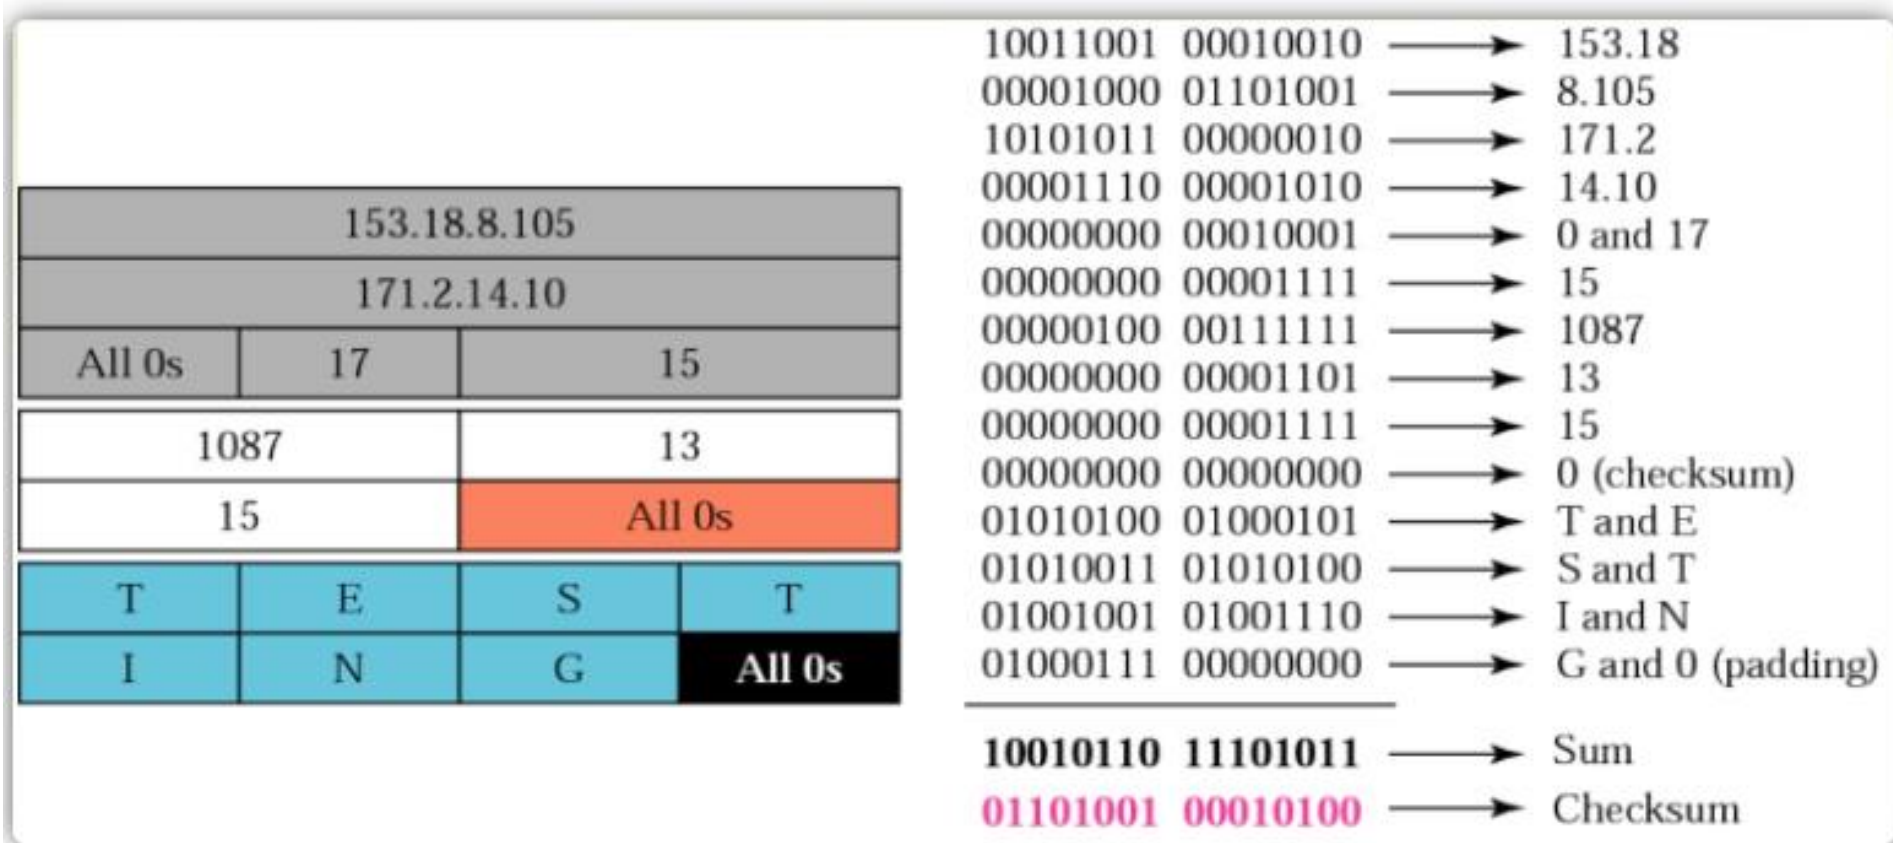 153.18.8.105
171.2.14.10
All 0s 17 15
1087 13
15 All 0s
T E S T
I N G All 0s
10011001 00010010 153.18
00001000 01101001 8.105
10101011 00000010 171.2
00001110 00001010 14.10
00000000 00010001 0 and 17
00000000 00001111 15
00000100 00111111 1087
00000000 00001101 13
00000000 00001111 15
00000000 00000000 0 (checksum)
01010100 01000101 T and E
01010011 01010100 S and T
01001001 01001110 I and N
01000111 00000000 G and 0 (padding)
10010110 11101011 Sum
01101001 00010100 Checksum